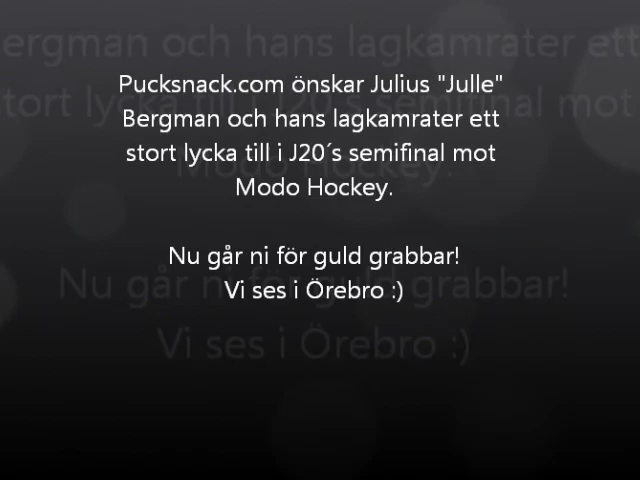 Pucksnack.com önskar Julius "Julle"
Bergman och hans lagkamrater ett
stort lycka till i J20´s semifinal mot
Modo Hockey.
Nu går ni för guld grabbar!
Vi ses i Örebro :)